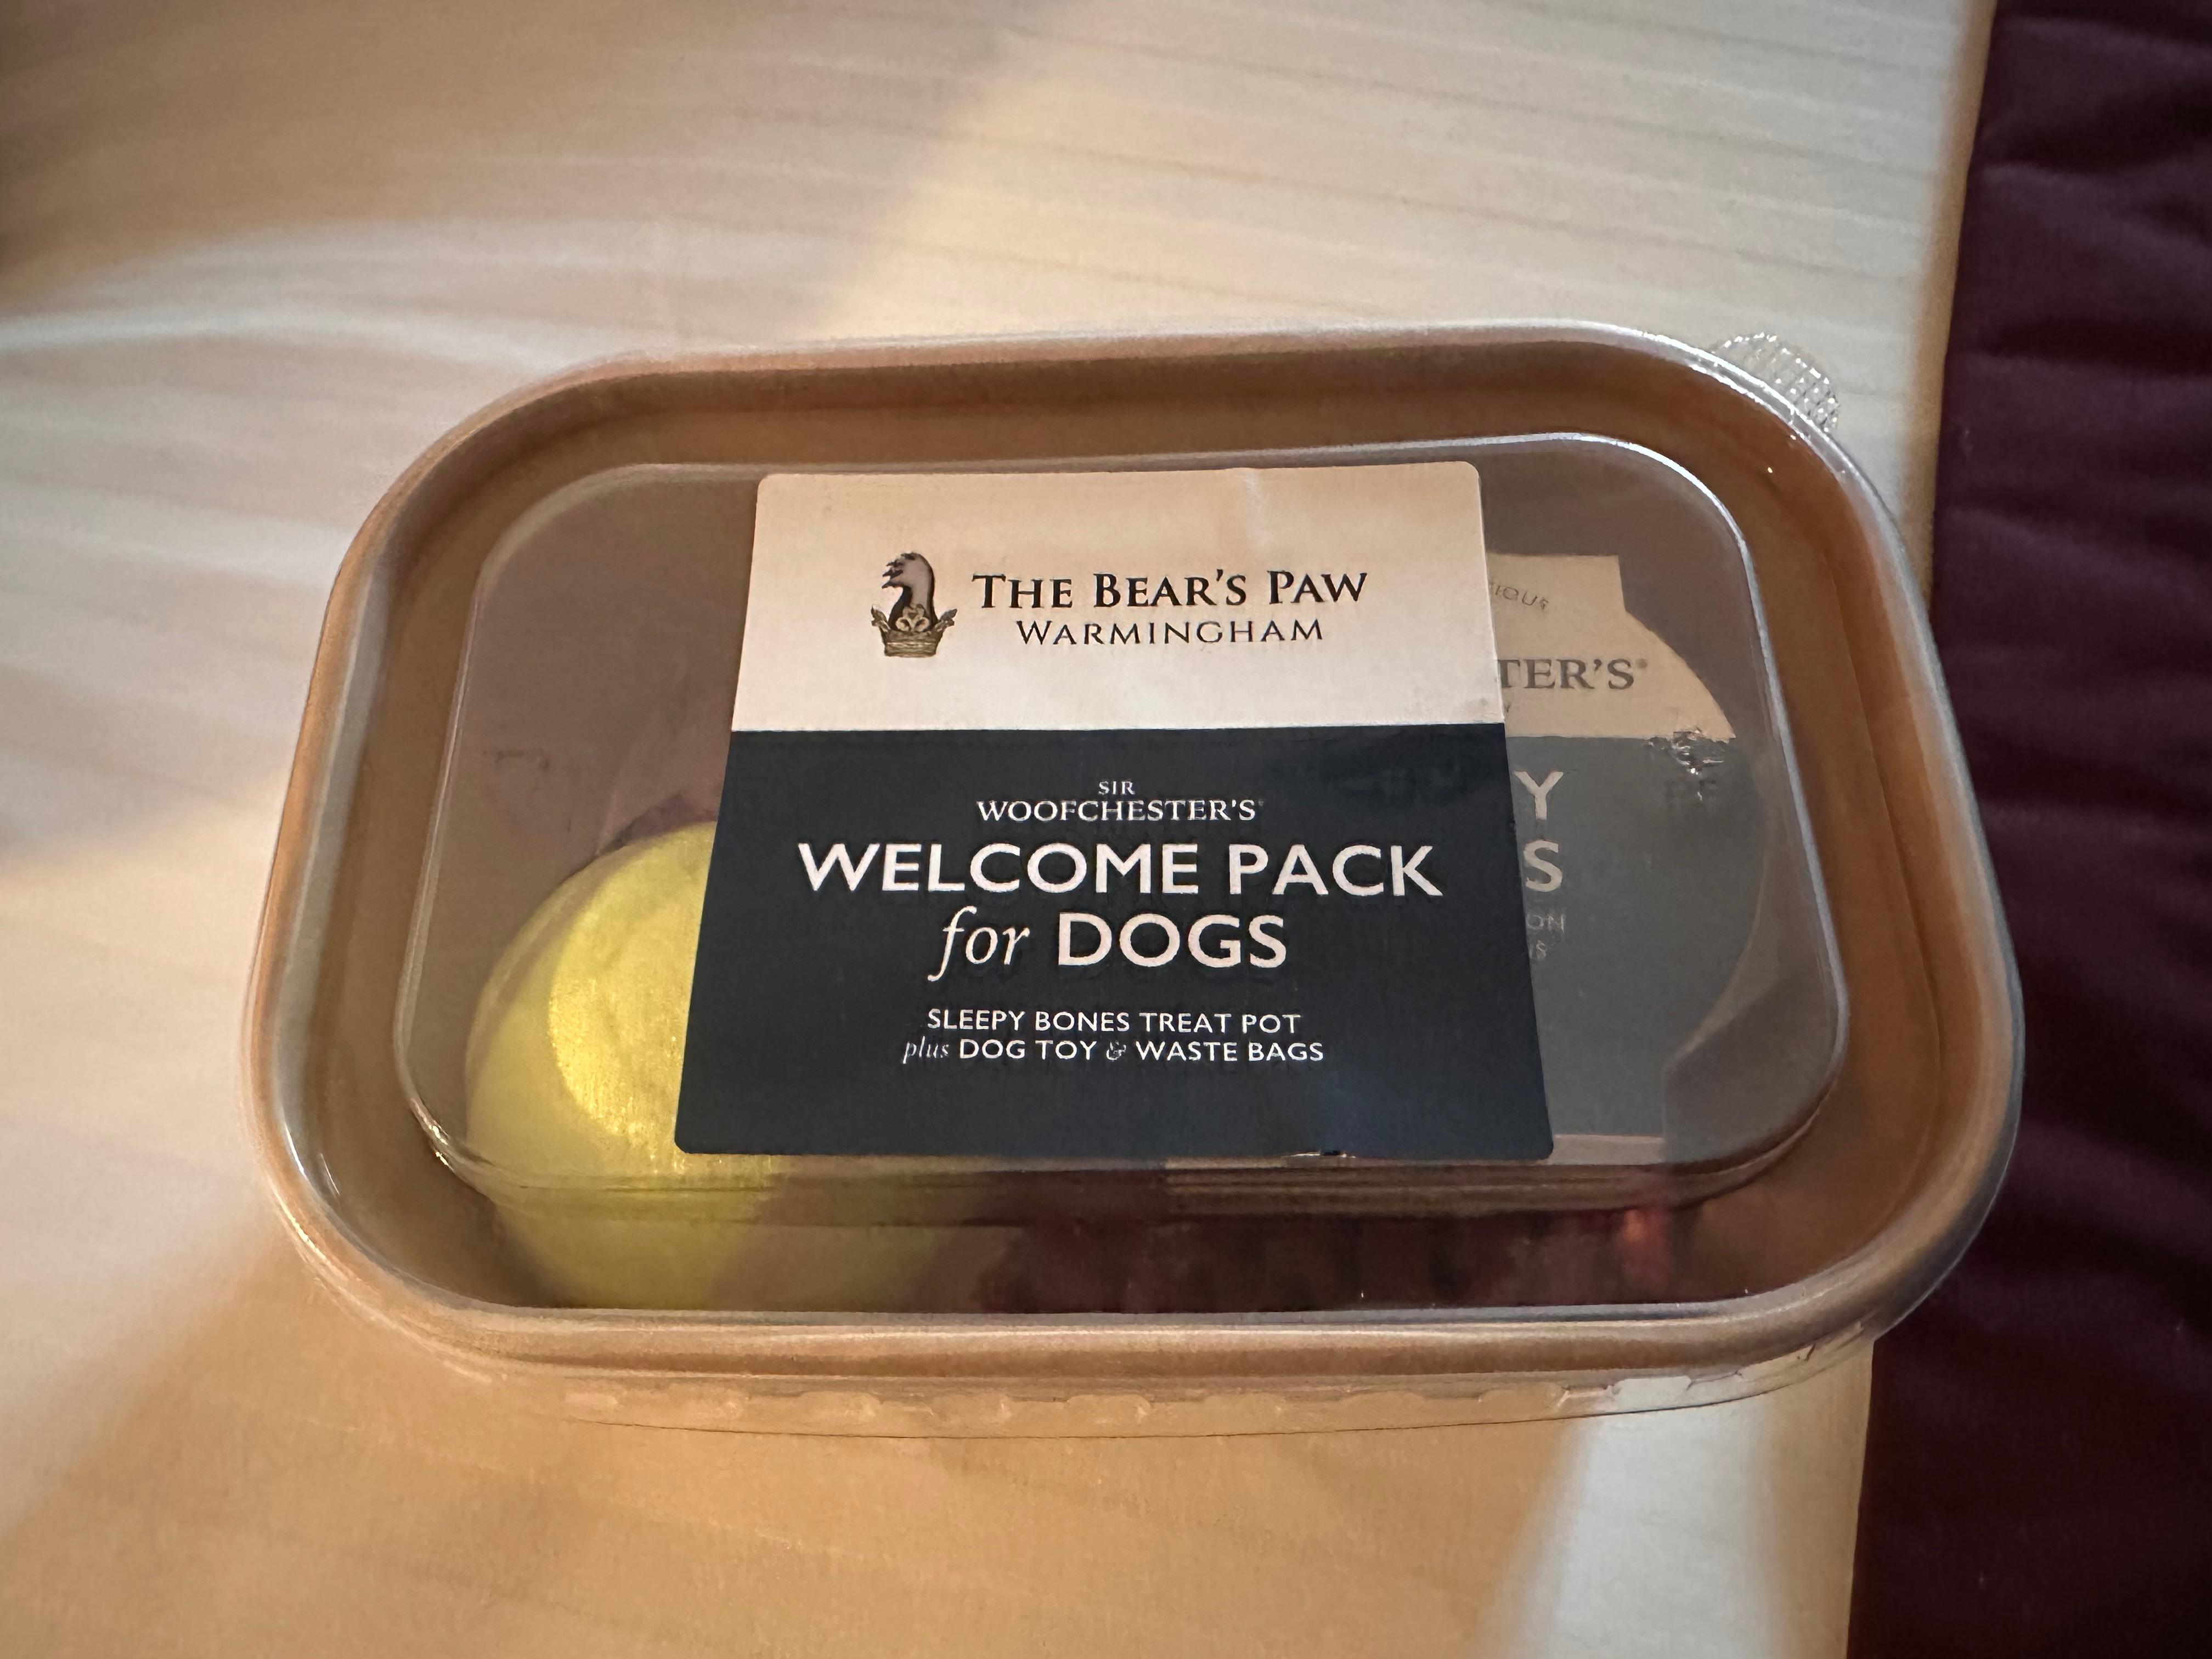 THE BEAR'S PAW
WARMINGHAM
SIR
WOOFCHESTER'S
WELCOME PACK
for DOGS
SLEEPY BONES TREAT POT
plus DOG TOY & WASTE BAGS
TER'S®
Y
S